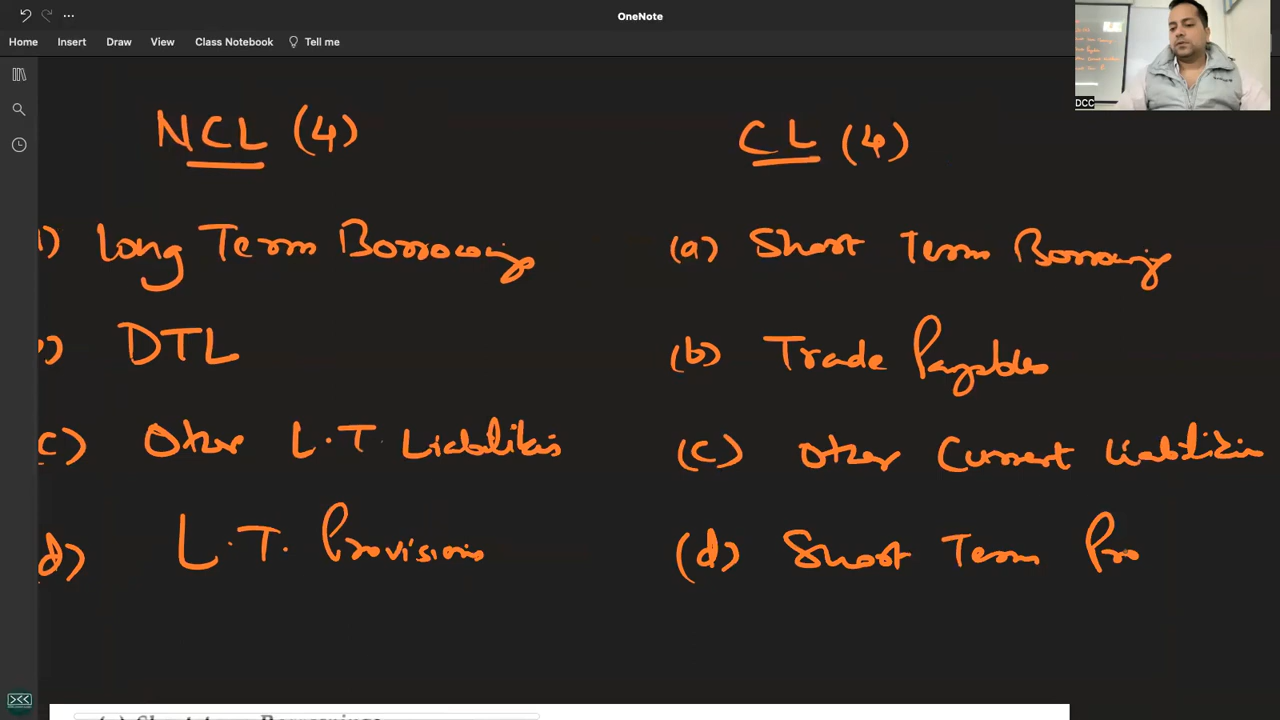 OneNote
Home Insert Draw View Class Notebook Tell me
DCC
NCL (4)
Long Term Borrowings
DTL
(c) Other L.T. Liabilities
d) L.T. Provisions
CL (4)
(a) Short Term Borrowings
(b) Trade Payables
(c) Other Current Liabilities
(d) Short Term Pro